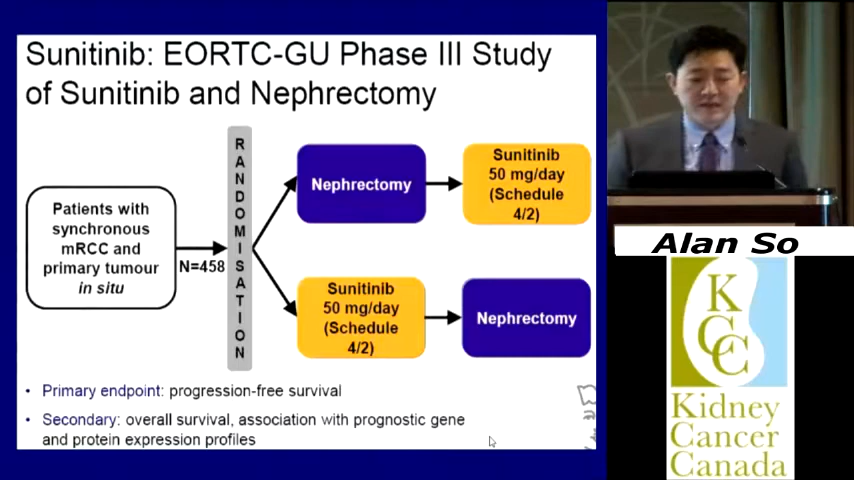 Sunitinib: EORTC-GU Phase III Study
of Sunitinib and Nephrectomy
Patients with
synchronous
mRCC and
primary tumour
in situ
N=458
RANDOMISATION
Nephrectomy
Sunitinib
50 mg/day
(Schedule
4/2)
Sunitinib
50 mg/day
(Schedule
4/2)
Nephrectomy
• Primary endpoint: progression-free survival
• Secondary: overall survival, association with prognostic gene
and protein expression profiles
Alan So
K
C
C
Kidney
Cancer
Canada